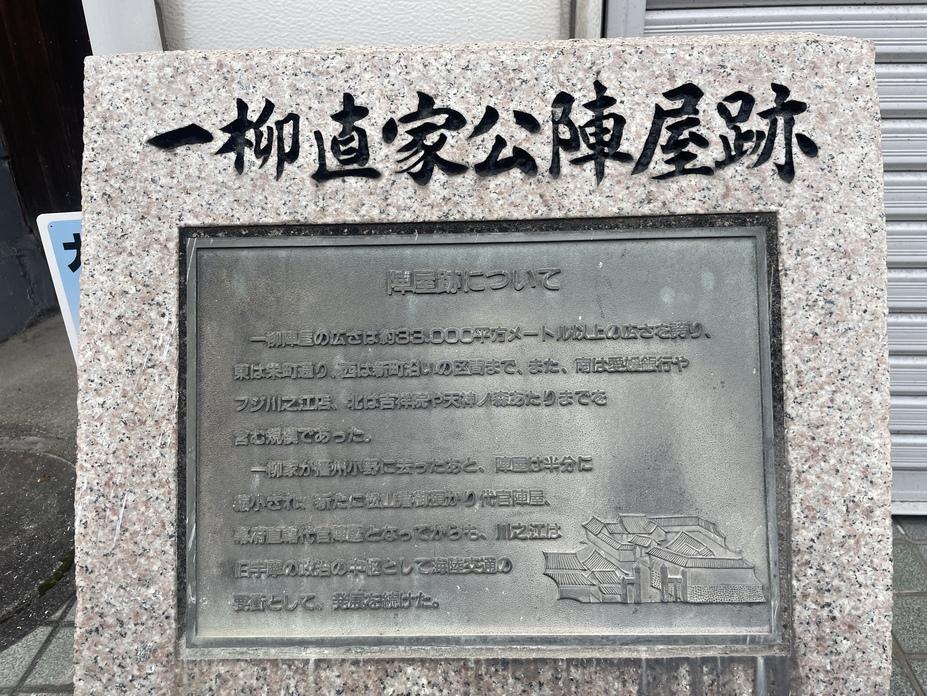 一柳直家公陣屋跡
陣屋跡について
一柳陣屋の広さは約33.000平方メートル以上の広さを誇り、
東は栄町通り、西は新町沿いの区間まで、また、南は愛媛銀行や
フジ川之江店、北は吉祥院や天神ノ森あたりまでを
含む規模であった。
一柳家が播州小野に去ったあと、陣屋は半分に
縮小され、新たに松山藩御預かり代官陣屋、
幕府直轄代官陣屋となってからも、川之江は
旧宇摩の政治の中枢として海陸交通の
要衝として、発展を続けた。